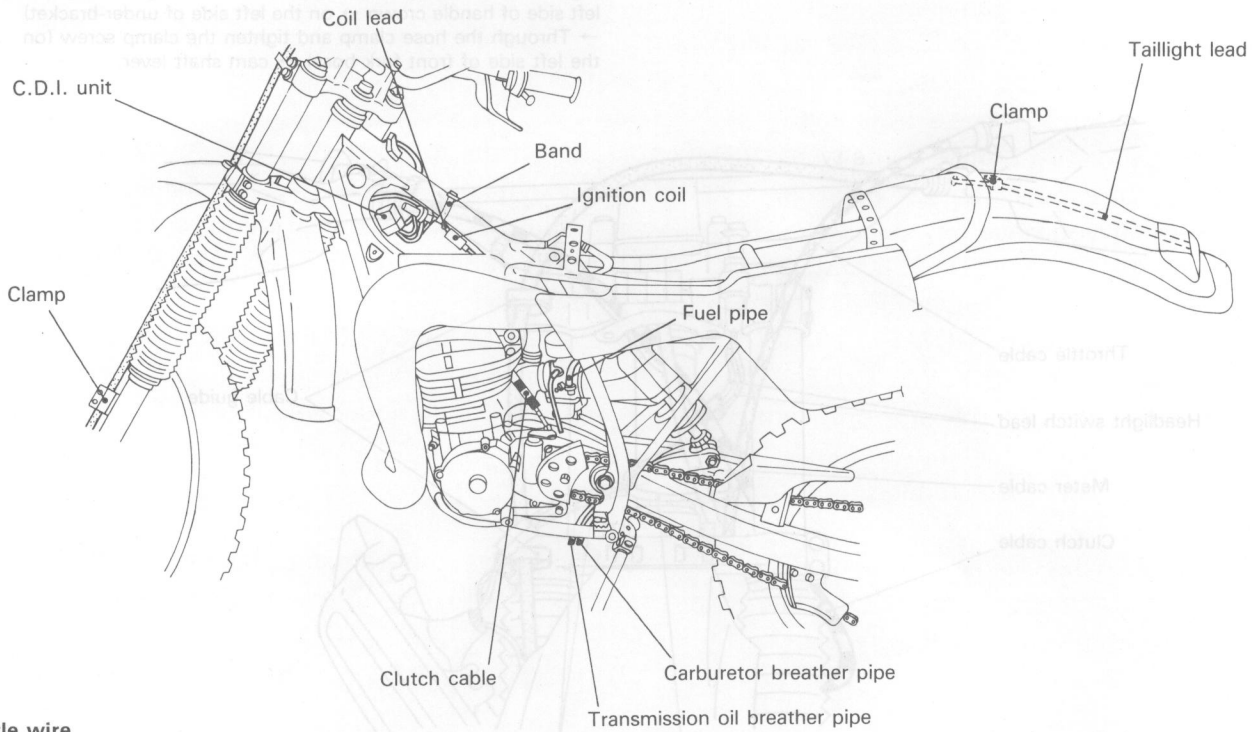 Coil lead
Taillight lead
C.D.I. unit
Clamp
Band
Ignition coil
Clamp
Fuel pipe
Clutch cable
Carburetor breather pipe
Transmission oil breather pipe
left side of handle on the left side of under-bracket)
Through the hose clamp and tighten the clamp screw (on
the left side of front shaft lever
Throttle cable
Cable guide
Headlight switch lead
Meter cable
Clutch cable
wire